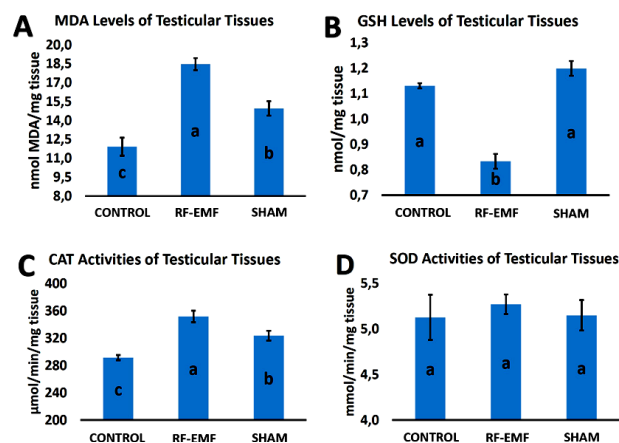 A MDA Levels of Testicular Tissues
nmol MDA/mg tissue
20,0
18,5
17,0
15,5
14,0
12,5
11,0
9,5
8,0
c
a
b
CONTROL RF-EMF SHAM
B GSH Levels of Testicular Tissues
nmol/mg tissue
1,3
1,2
1,1
1,0
0,9
0,8
0,7
a
b
a
CONTROL RF-EMF SHAM
C CAT Activities of Testicular Tissues
µmol/min/mg tissue
400
360
320
280
240
200
c
a
b
CONTROL RF-EMF SHAM
D SOD Activities of Testicular Tissues
mmol/min/mg tissue
5,5
5,0
4,5
4,0
a
a
a
CONTROL RF-EMF SHAM